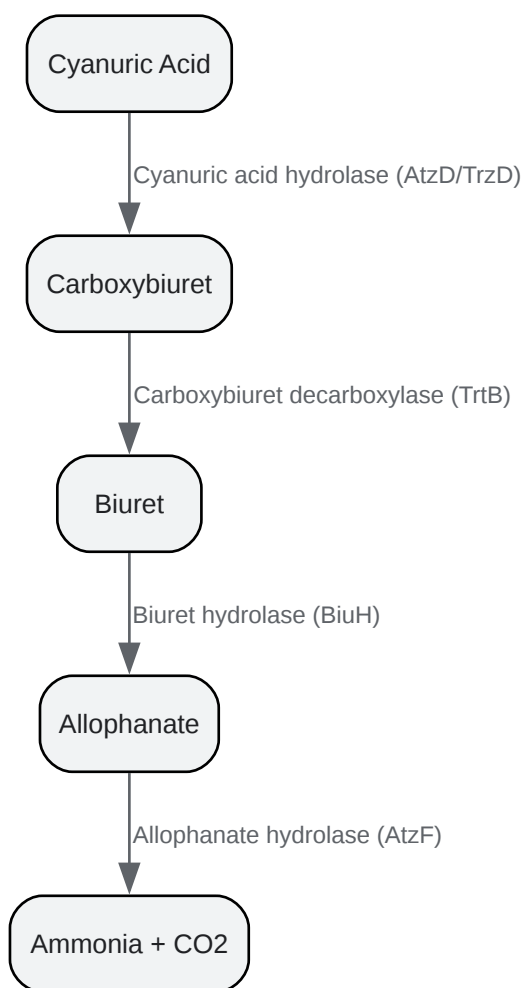 Cyanuric Acid
Cyanuric acid hydrolase (AtzD/TrzD)
Carboxybiuret
Carboxybiuret decarboxylase (TrtB)
Biuret
Biuret hydrolase (BiuH)
Allophanate
Allophanate hydrolase (AtzF)
Ammonia + CO2